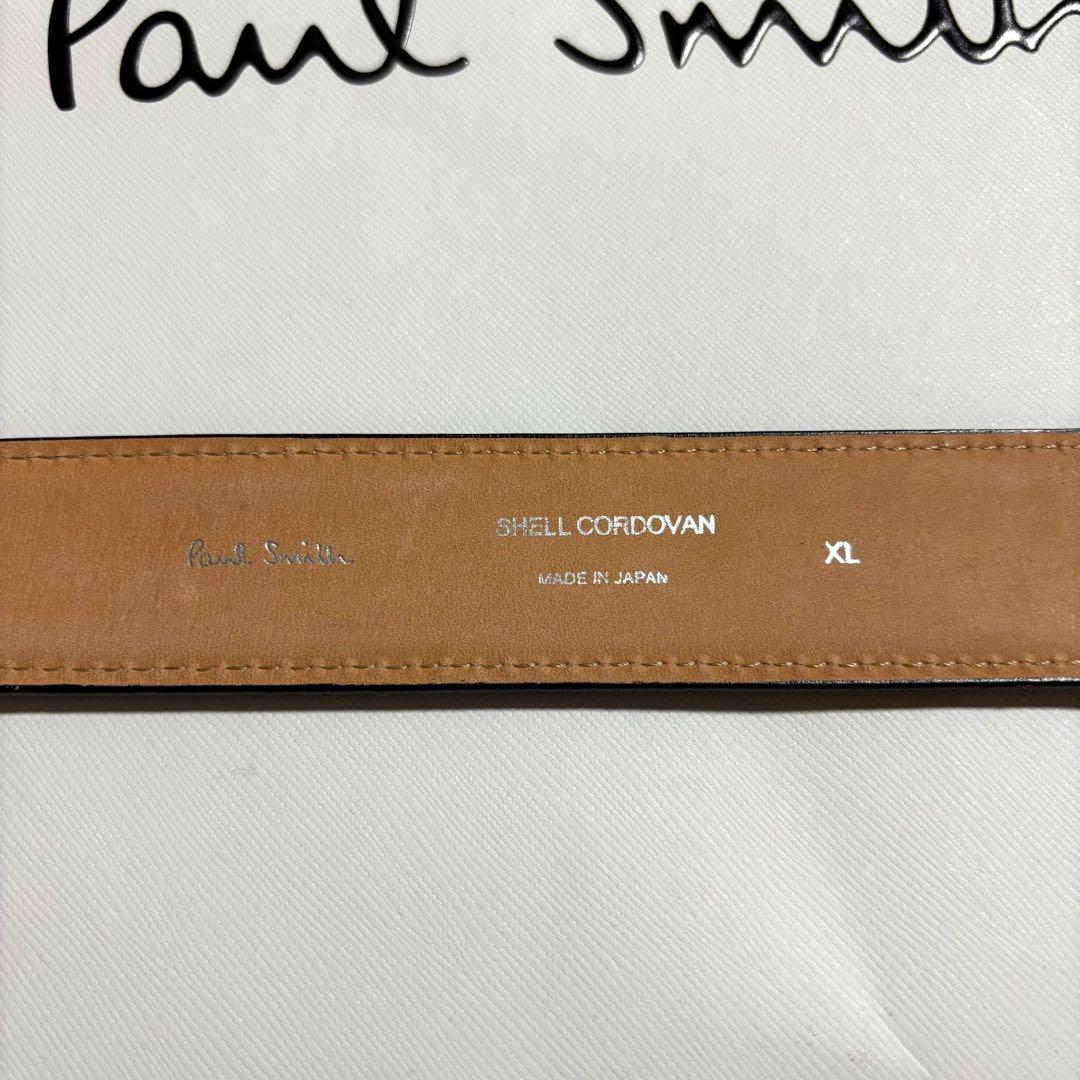 Paul Smith
Paul Smith
SHELL CORDOVAN
MADE IN JAPAN
XL